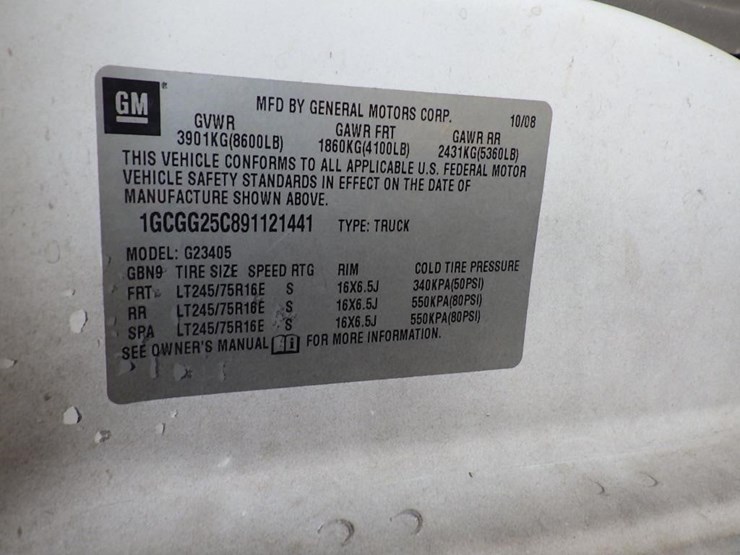 GM
MFD BY GENERAL MOTORS CORP. 10/08
GVWR GAWR FRT GAWR RR
3901KG(8600LB) 1860KG(4100LB) 2431KG(5360LB)
THIS VEHICLE CONFORMS TO ALL APPLICABLE U.S. FEDERAL MOTOR
VEHICLE SAFETY STANDARDS IN EFFECT ON THE DATE OF
MANUFACTURE SHOWN ABOVE.
1GCGG25C891121441 TYPE: TRUCK
MODEL: G23405
GBN9 TIRE SIZE SPEED RTG RIM COLD TIRE PRESSURE
FRT LT245/75R16E S 16X6.5J 340KPA(50PSI)
RR LT245/75R16E S 16X6.5J 550KPA(80PSI)
SPA LT245/75R16E S 16X6.5J 550KPA(80PSI)
SEE OWNER'S MANUAL i FOR MORE INFORMATION.